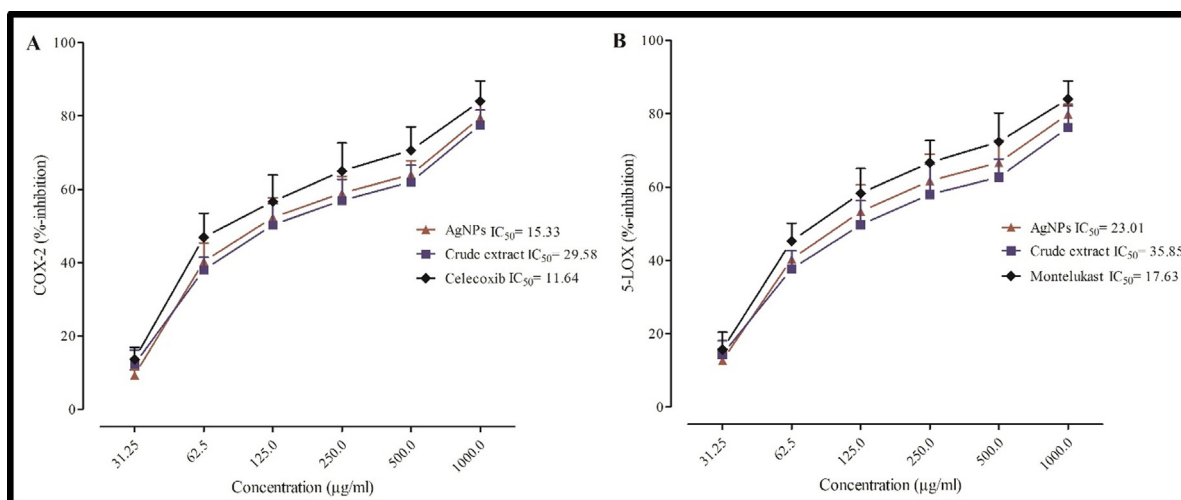 A
COX-2 (%-inhibition)
100
80
60
40
20
0
AgNPs IC50= 15.33
Crude extract IC50= 29.58
Celecoxib IC50= 11.64
31.25
62.5
125.0
250.0
500.0
1000.0
Concentration (µg/ml)
B
5-LOX (%-inhibition)
100
80
60
40
20
0
AgNPs IC50= 23.01
Crude extract IC50= 35.85
Montelukast IC50= 17.63
31.25
62.5
125.0
250.0
500.0
1000.0
Concentration (µg/ml)